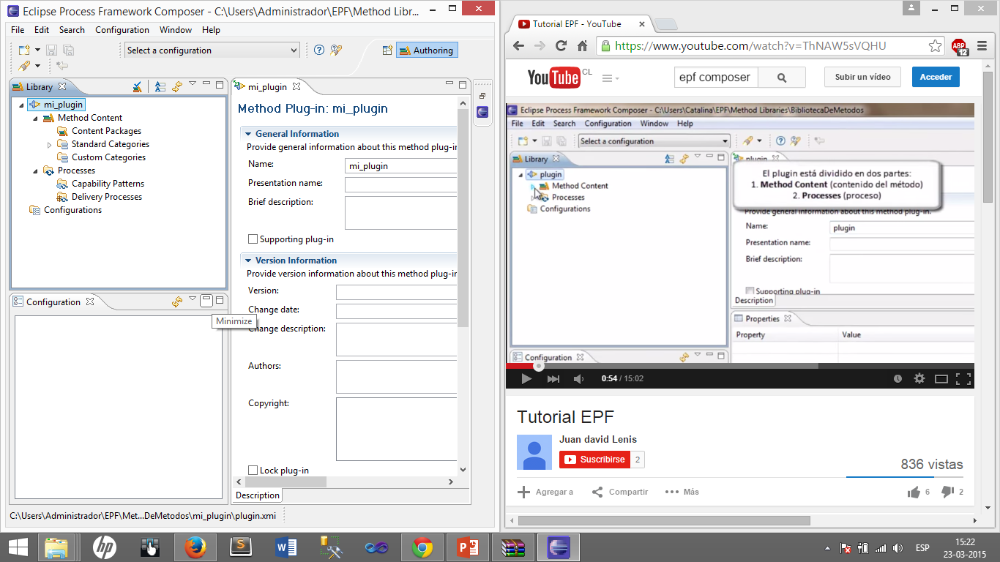 Eclipse Process Framework Composer - C:\Users\Administrador\EPF\Method Libr...
File Edit Search Configuration Window Help
Select a configuration
Authoring
Library
mi_plugin
Method Content
Content Packages
Standard Categories
Custom Categories
Processes
Capability Patterns
Delivery Processes
Configurations
Configuration
Minimize
mi_plugin
Method Plug-in: mi_plugin
General Information
Provide general information about this method plug-in
Name: mi_plugin
Presentation name:
Brief description:
Supporting plug-in
Version Information
Provide version information about this method plug-in
Version:
Change date:
Change description:
Authors:
Copyright:
Lock plug-in
Description
C:\Users\Administrador\EPF\Met...DeMetodos\mi_plugin\plugin.xmi
Tutorial EPF - YouTube
https://www.youtube.com/watch?v=ThNAW5sVQHU
ABP
12
YouTube CL
epf composer
Subir un vídeo
Acceder
Eclipse Process Framework Composer - C:\Users\Catalina\EPF\Method Libraries\BibliotecaDeMetodos
File Edit Search Configuration Window Help
Select a configuration
Library
plugin
Method Content
Processes
Configurations
Configuration
plugin
El plugin está dividido en dos partes:
1. Method Content (contenido del método)
2. Processes (proceso)
Provide general information about this method plug-in.
Name: plugin
Presentation name:
Brief description:
Supporting plug-in
Description
Properties
Property Value
0:54 / 15:02
Tutorial EPF
Juan david Lenis
Suscribirse 2
836 vistas
Agregar a Compartir Más
6 2
hp
ESP
15:22
23-03-2015